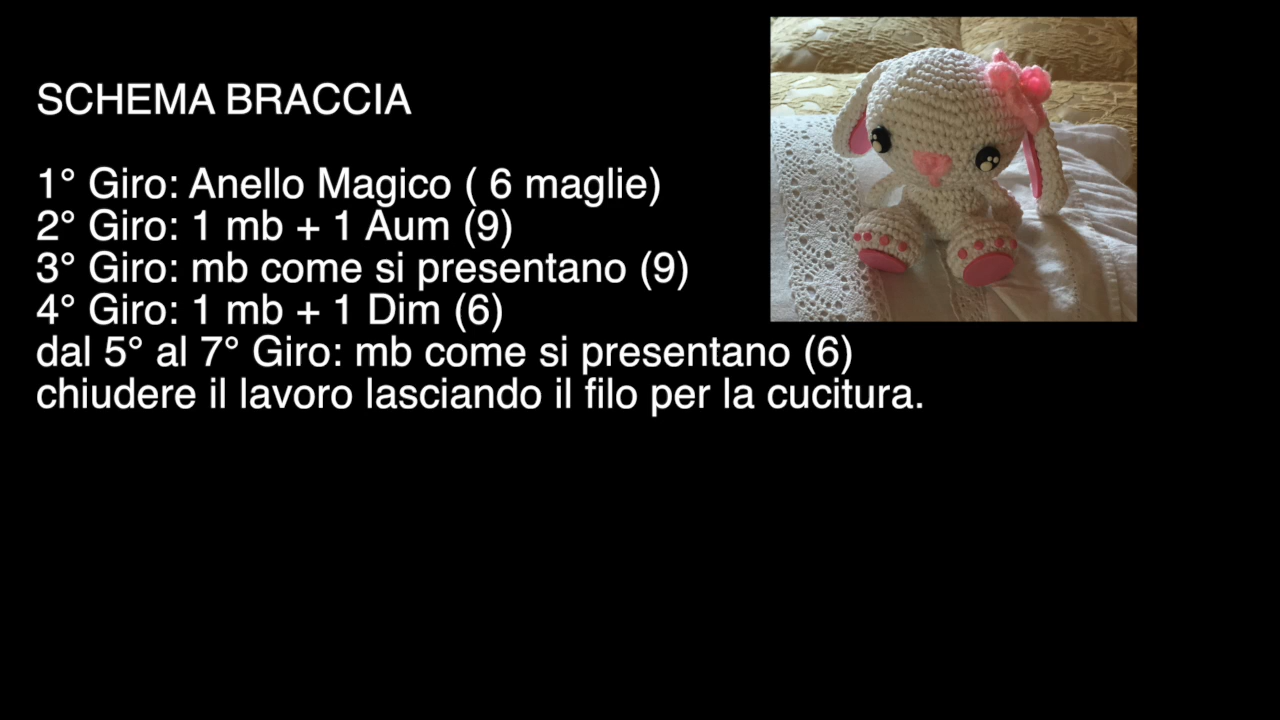 SCHEMA BRACCIA
1° Giro: Anello Magico ( 6 maglie)
2° Giro: 1 mb + 1 Aum (9)
3° Giro: mb come si presentano (9)
4° Giro: 1 mb + 1 Dim (6)
dal 5° al 7° Giro: mb come si presentano (6)
chiudere il lavoro lasciando il filo per la cucitura.